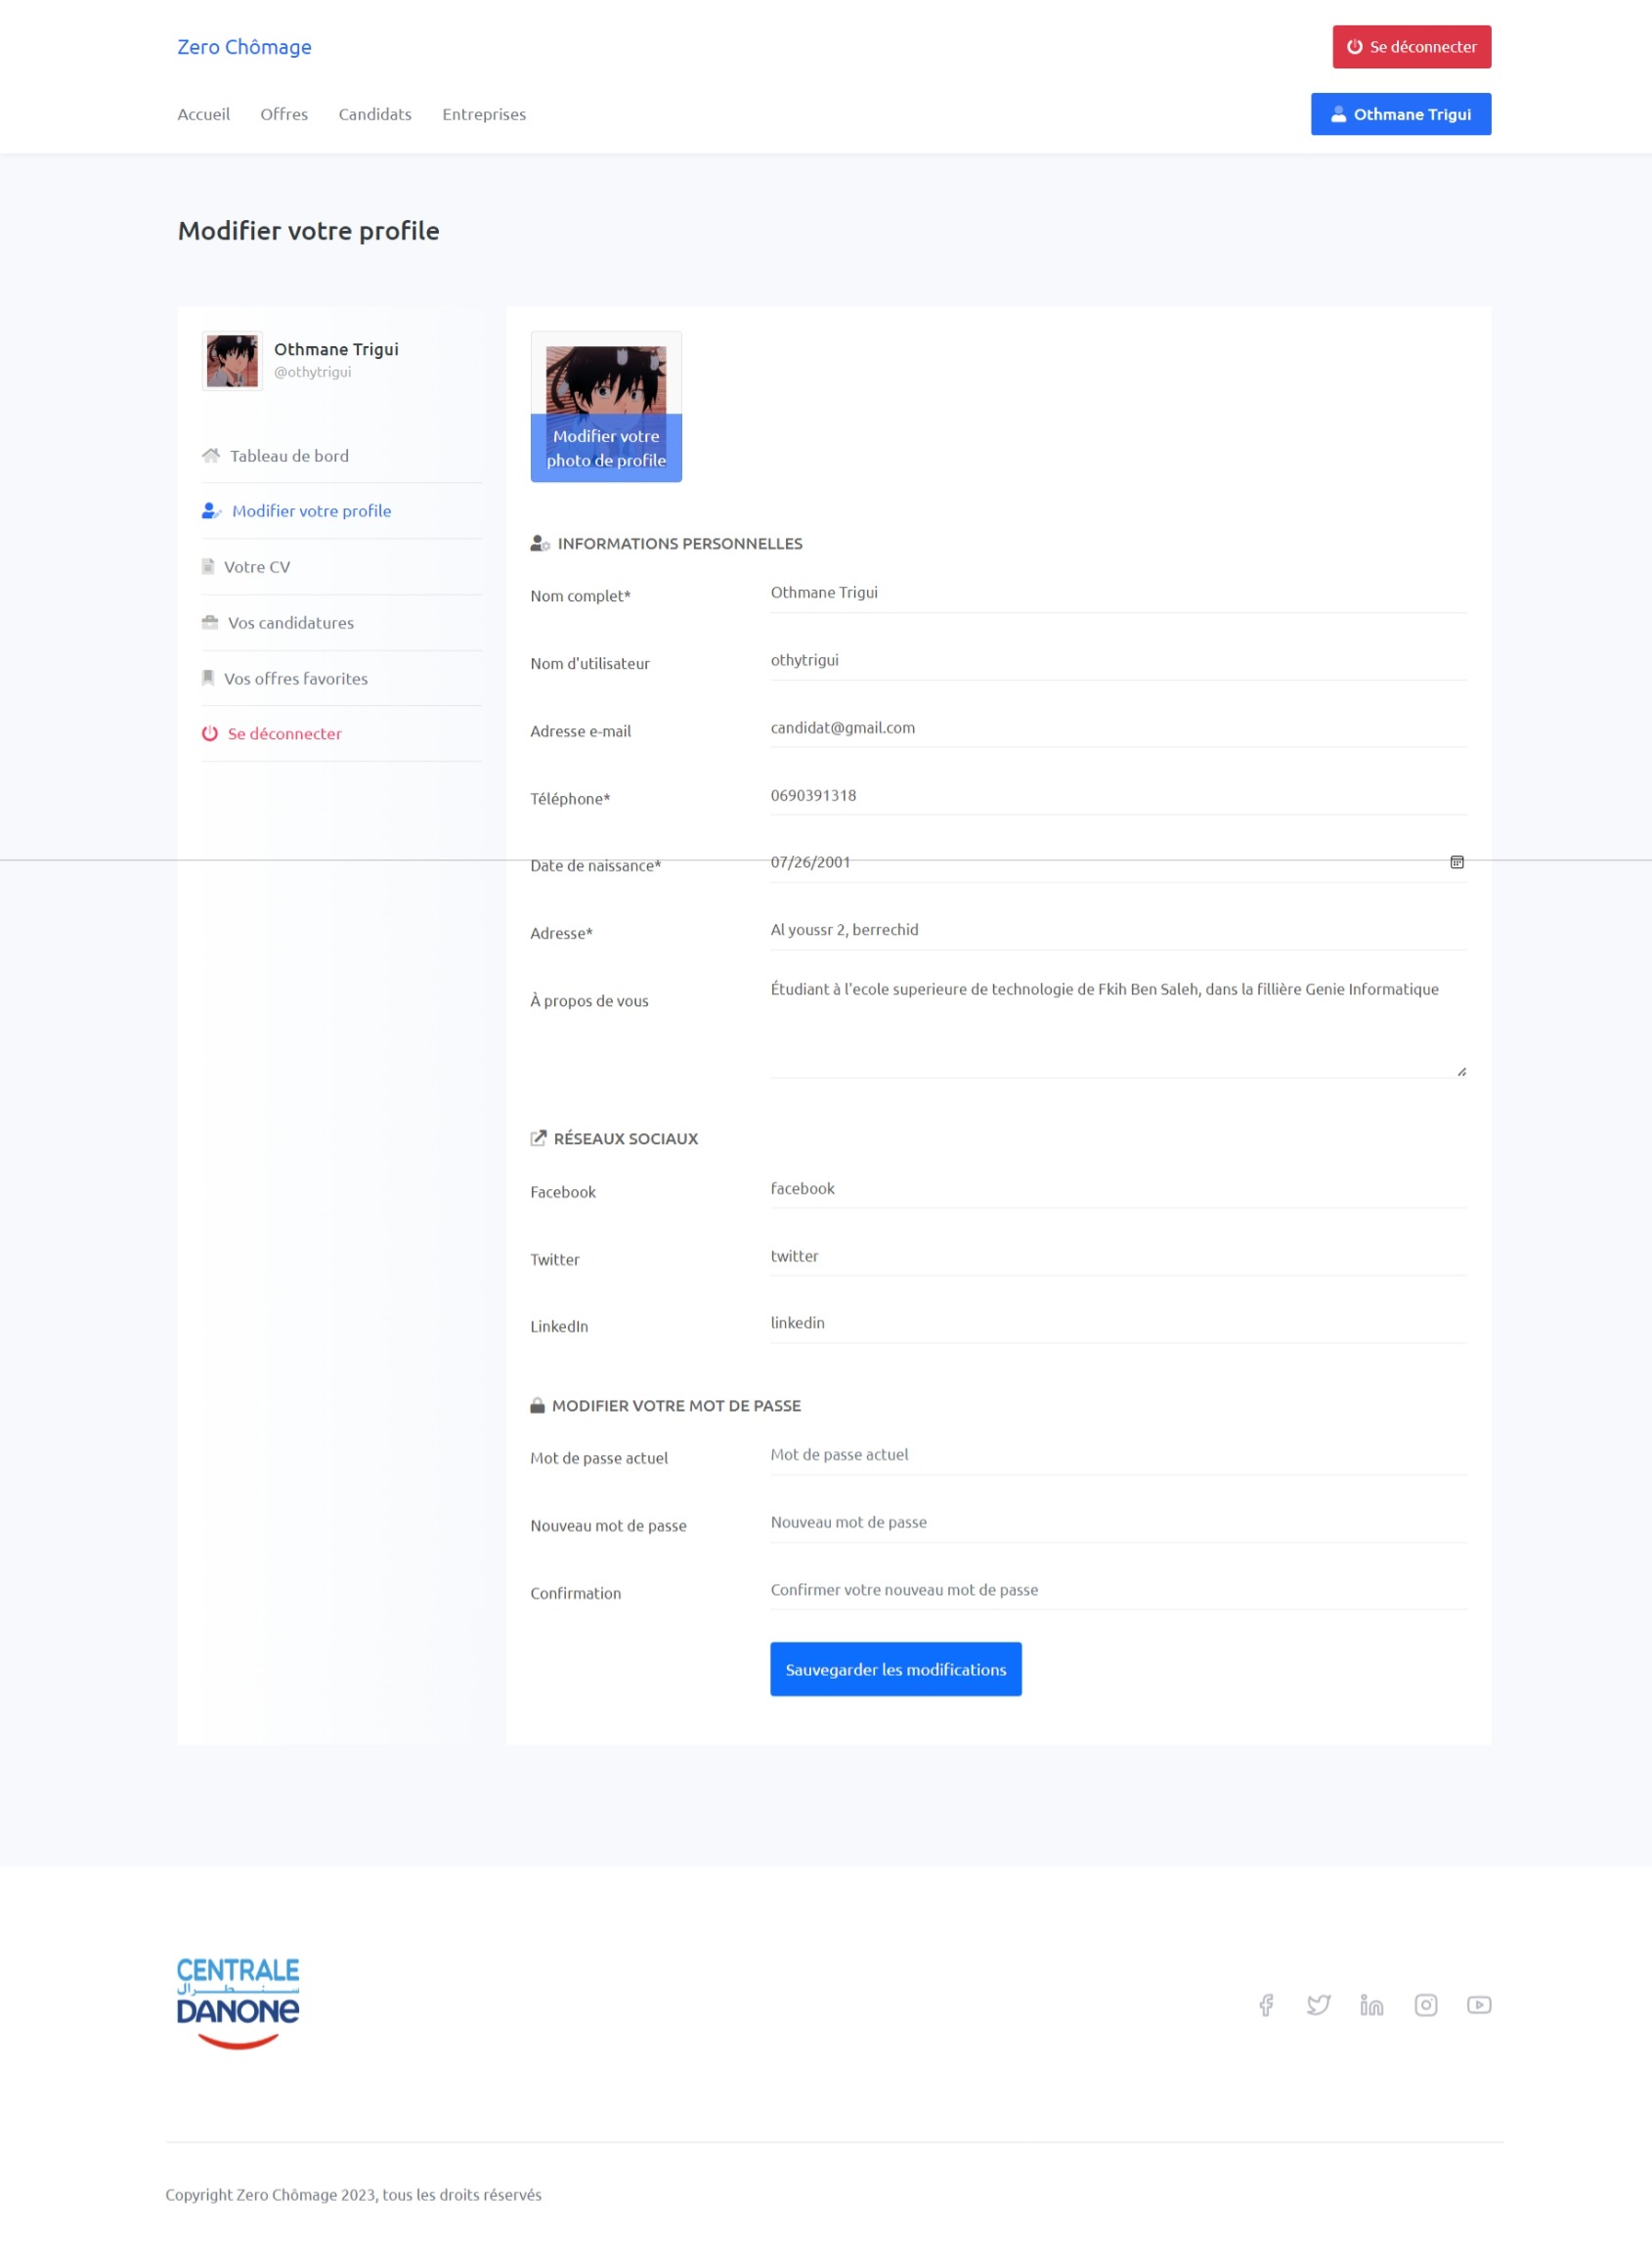 Zero Chômage
Se déconnecter
Accueil
Offres
Candidats
Entreprises
Othmane Trigui
Modifier votre profile
Othmane Trigui
@othytrigui
Tableau de bord
Modifier votre profile
Votre CV
Vos candidatures
Vos offres favorites
Se déconnecter
Modifier votre
photo de profile
INFORMATIONS PERSONNELLES
Nom complet*
Othmane Trigui
Nom d'utilisateur
othytrigui
Adresse e-mail
candidat@gmail.com
Téléphone*
0690391318
Date de naissance*
07/26/2001
Adresse*
Al youssr 2, berrechid
À propos de vous
Étudiant à l'ecole superieure de technologie de Fkih Ben Saleh, dans la fillière Genie Informatique
RÉSEAUX SOCIAUX
Facebook
facebook
Twitter
twitter
LinkedIn
linkedin
MODIFIER VOTRE MOT DE PASSE
Mot de passe actuel
Mot de passe actuel
Nouveau mot de passe
Nouveau mot de passe
Confirmation
Confirmer votre nouveau mot de passe
Sauvegarder les modifications
CENTRALE
سنطرال
DANONE
Copyright Zero Chômage 2023, tous les droits réservés